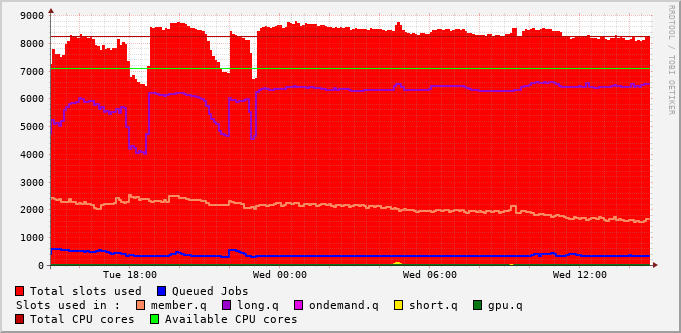 9000
8000
7000
6000
5000
4000
3000
2000
1000
0
Tue 18:00 Wed 00:00 Wed 06:00 Wed 12:00
RRDTOOL / TOBI OETIKER
Total slots used Queued Jobs
Slots used in : member.q long.q ondemand.q short.q gpu.q
Total CPU cores Available CPU cores